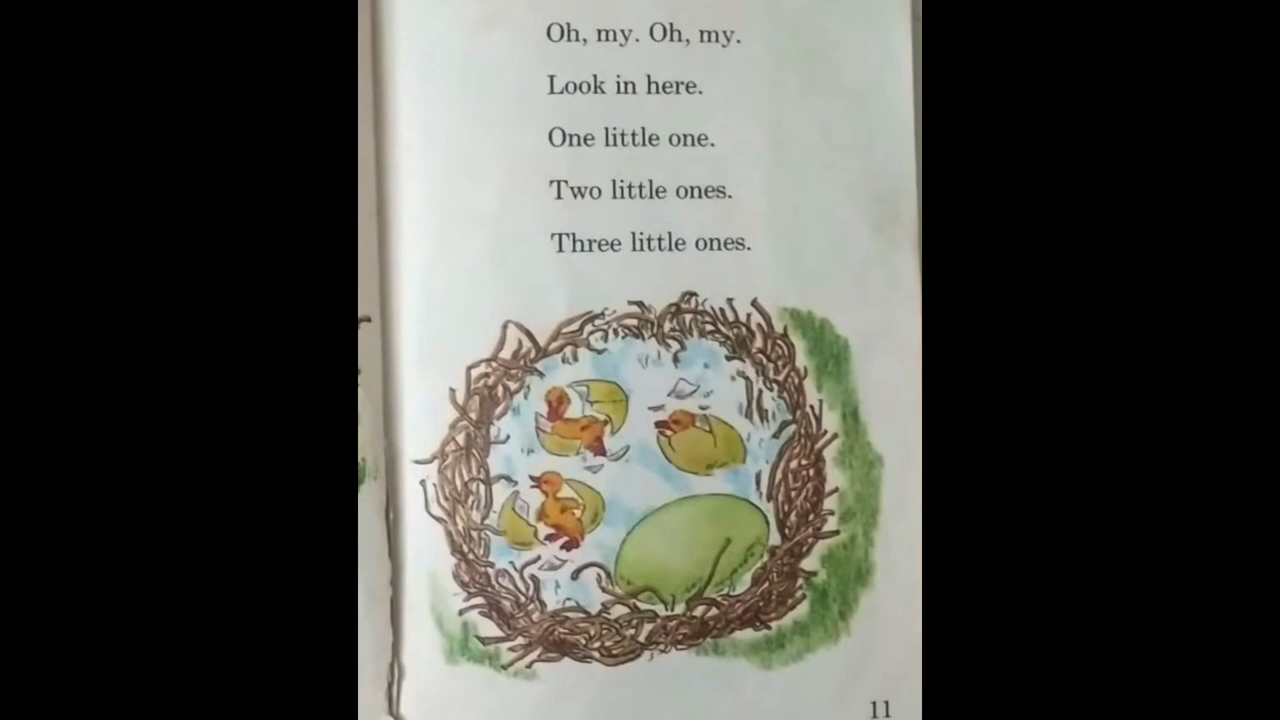 Oh, my. Oh, my.
Look in here.
One little one.
Two little ones.
Three little ones.
11